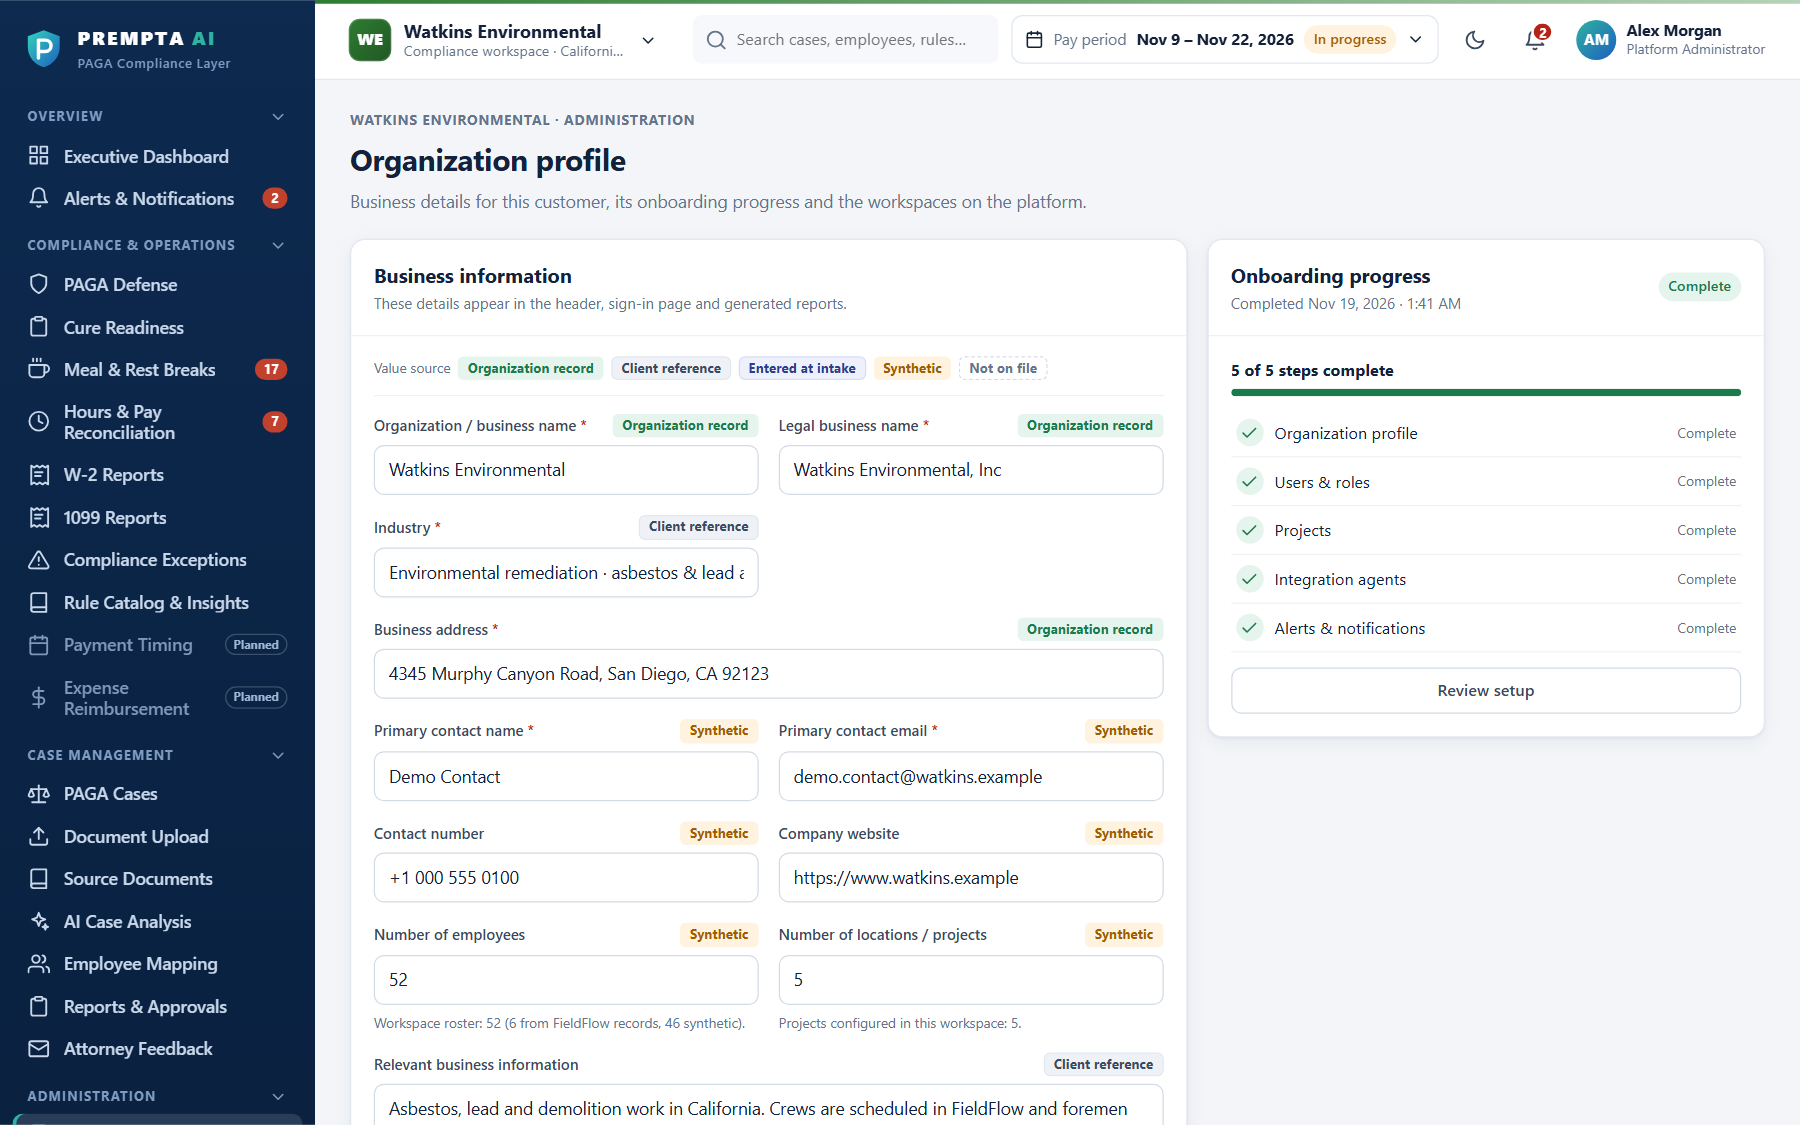 PREMPTA AI
PAGA Compliance Layer
OVERVIEW
Executive Dashboard
Alerts & Notifications 2
COMPLIANCE & OPERATIONS
PAGA Defense
Cure Readiness
Meal & Rest Breaks 17
Hours & Pay
Reconciliation 7
W-2 Reports
1099 Reports
Compliance Exceptions
Rule Catalog & Insights
Payment Timing Planned
Expense
Reimbursement Planned
CASE MANAGEMENT
PAGA Cases
Document Upload
Source Documents
AI Case Analysis
Employee Mapping
Reports & Approvals
Attorney Feedback
ADMINISTRATION
WE Watkins Environmental
Compliance workspace · Californi...
Search cases, employees, rules...
Pay period Nov 9 – Nov 22, 2026 In progress
2
AM Alex Morgan
Platform Administrator
WATKINS ENVIRONMENTAL · ADMINISTRATION
Organization profile
Business details for this customer, its onboarding progress and the workspaces on the platform.
Business information
These details appear in the header, sign-in page and generated reports.
Value source Organization record Client reference Entered at intake Synthetic Not on file
Organization / business name * Organization record Legal business name * Organization record
Watkins Environmental Watkins Environmental, Inc
Industry * Client reference
Environmental remediation · asbestos & lead a
Business address * Organization record
4345 Murphy Canyon Road, San Diego, CA 92123
Primary contact name * Synthetic Primary contact email * Synthetic
Demo Contact demo.contact@watkins.example
Contact number Synthetic Company website Synthetic
+1 000 555 0100 https://www.watkins.example
Number of employees Synthetic Number of locations / projects Synthetic
52 5
Workspace roster: 52 (6 from FieldFlow records, 46 synthetic). Projects configured in this workspace: 5.
Relevant business information Client reference
Asbestos, lead and demolition work in California. Crews are scheduled in FieldFlow and foremen
Onboarding progress
Completed Nov 19, 2026 · 1:41 AM Complete
5 of 5 steps complete
Organization profile Complete
Users & roles Complete
Projects Complete
Integration agents Complete
Alerts & notifications Complete
Review setup